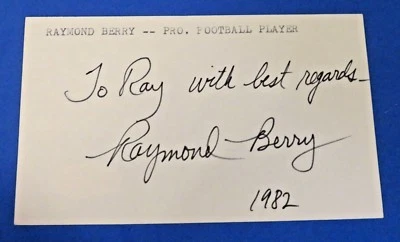 RAYMOND BERRY -- PRO. FOOTBALL PLAYER
To Ray with best regards-
Raymond Berry
1982